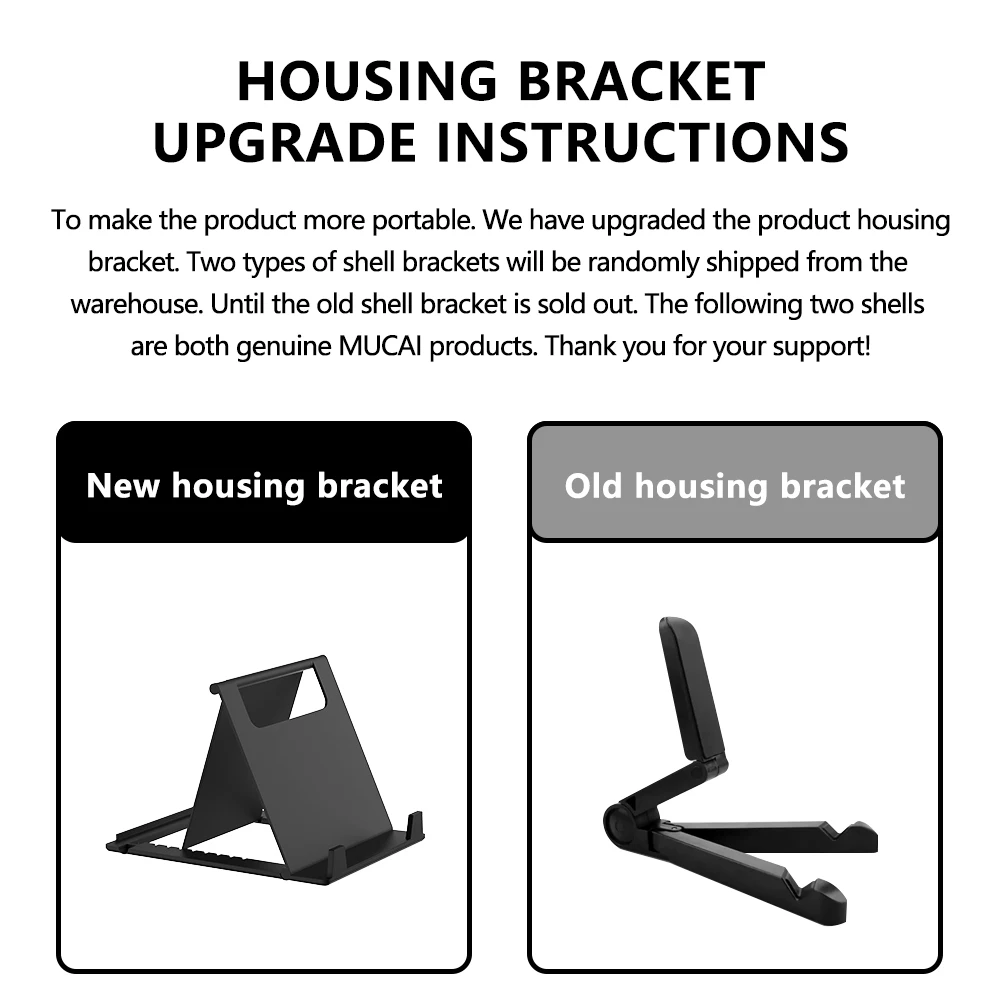 HOUSING BRACKET
UPGRADE INSTRUCTIONS
To make the product more portable. We have upgraded the product housing
bracket. Two types of shell brackets will be randomly shipped from the
warehouse. Until the old shell bracket is sold out. The following two shells
are both genuine MUCAI products. Thank you for your support!
New housing bracket
Old housing bracket